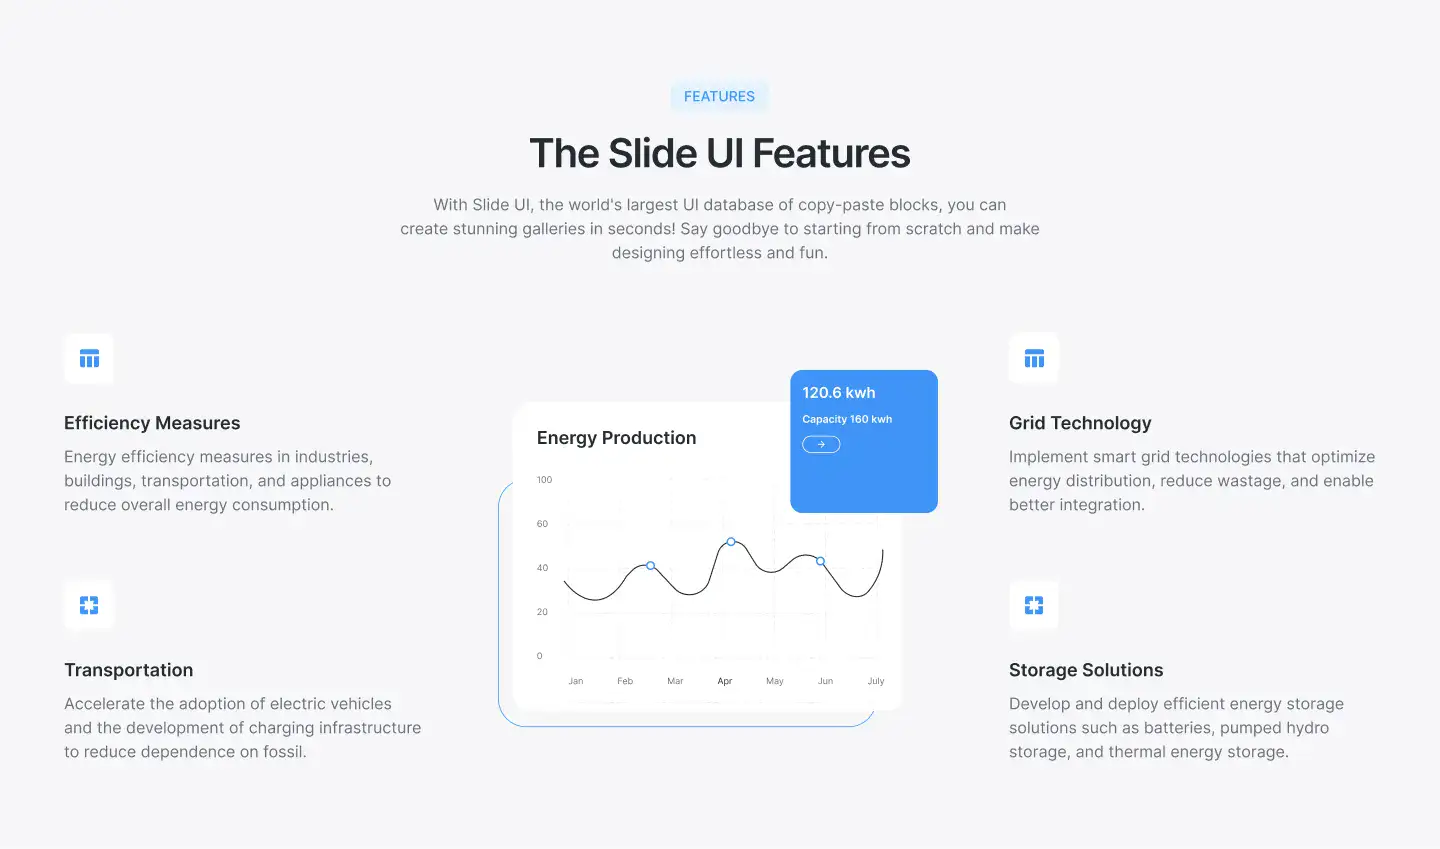 FEATURES
The Slide UI Features
With Slide UI, the world's largest UI database of copy-paste blocks, you can
create stunning galleries in seconds! Say goodbye to starting from scratch and make
designing effortless and fun.
Efficiency Measures
Energy efficiency measures in industries,
buildings, transportation, and appliances to
reduce overall energy consumption.
Transportation
Accelerate the adoption of electric vehicles
and the development of charging infrastructure
to reduce dependence on fossil.
120.6 kwh
Capacity 160 kwh
Energy Production
100
60
40
20
0
Jan Feb Mar Apr May Jun July
Grid Technology
Implement smart grid technologies that optimize
energy distribution, reduce wastage, and enable
better integration.
Storage Solutions
Develop and deploy efficient energy storage
solutions such as batteries, pumped hydro
storage, and thermal energy storage.